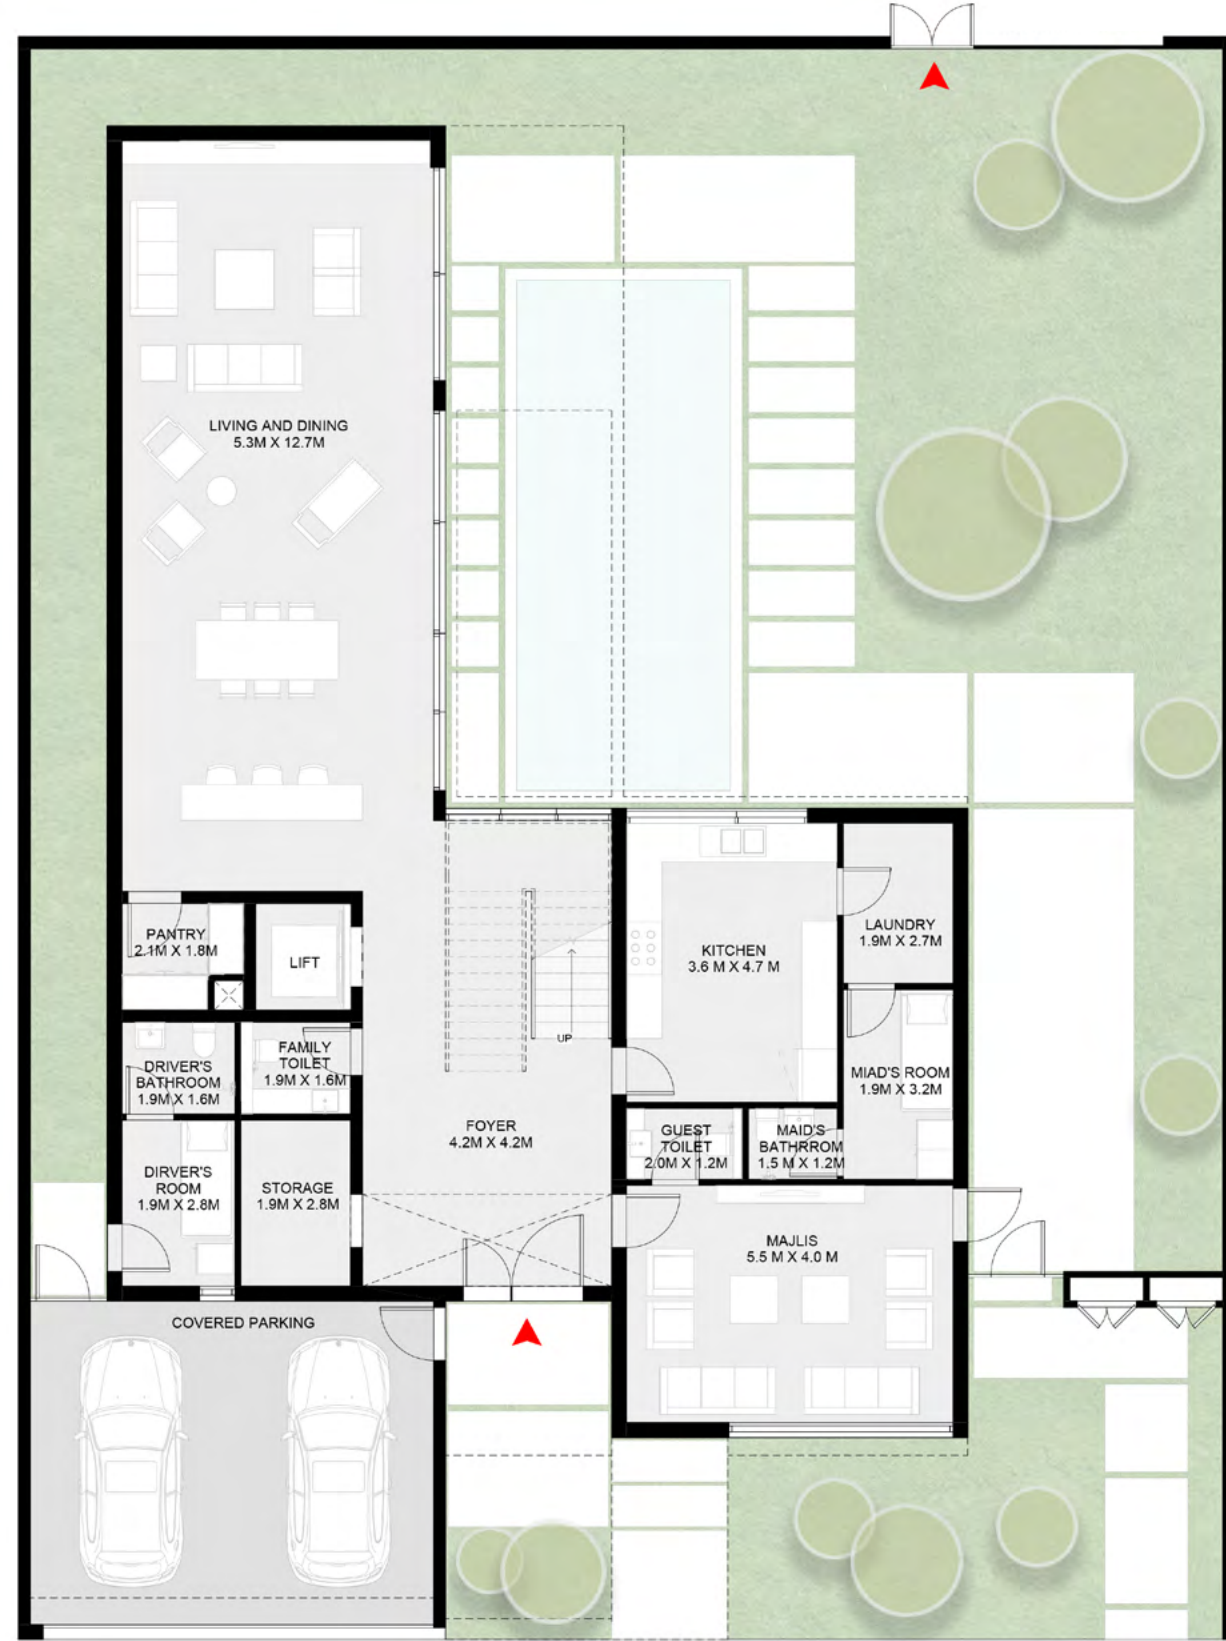 LIVING AND DINING
5.3M X 12.7M
PANTRY
2.1M X 1.8M
LIFT
LAUNDRY
1.9M X 2.7M
KITCHEN
3.6 M X 4.7 M
UP
FAMILY
TOILET
1.9M X 1.6M
DRIVER'S
BATHROOM
1.9M X 1.6M
MIAD'S ROOM
1.9M X 3.2M
FOYER
4.2M X 4.2M
GUEST
TOILET
2.0M X 1.2M
MAID'S
BATHRROM
1.5 M X 1.2M
DIRVER'S
ROOM
1.9M X 2.8M
STORAGE
1.9M X 2.8M
MAJLIS
5.5 M X 4.0 M
COVERED PARKING